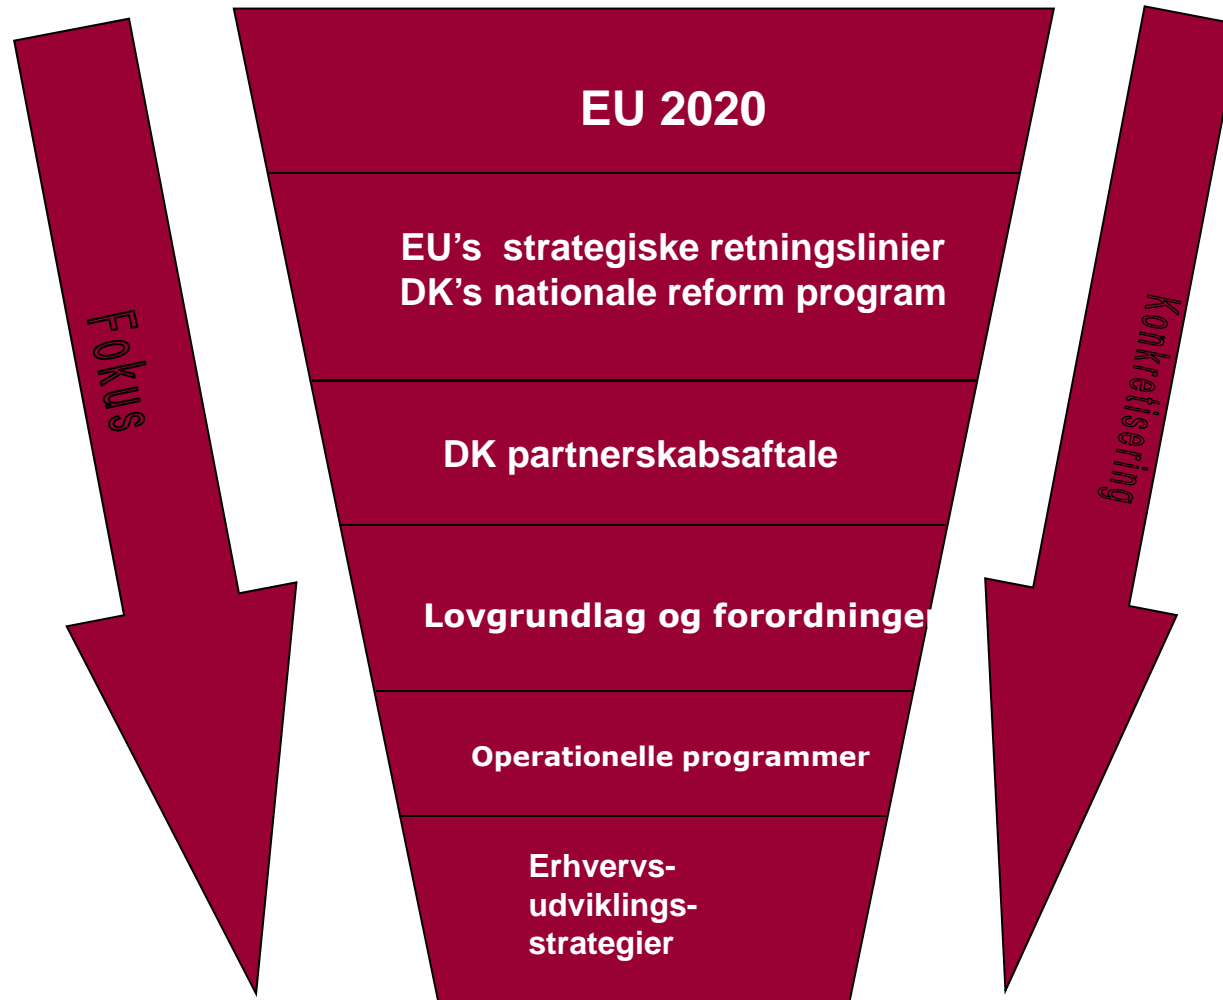 EU 2020
EU’s strategiske retningslinier
DK’s nationale reform program
Fokus
Konkretisering
DK partnerskabsaftale
Lovgrundlag og forordninger
Operationelle programmer
Erhvervs-
udviklings-
strategier